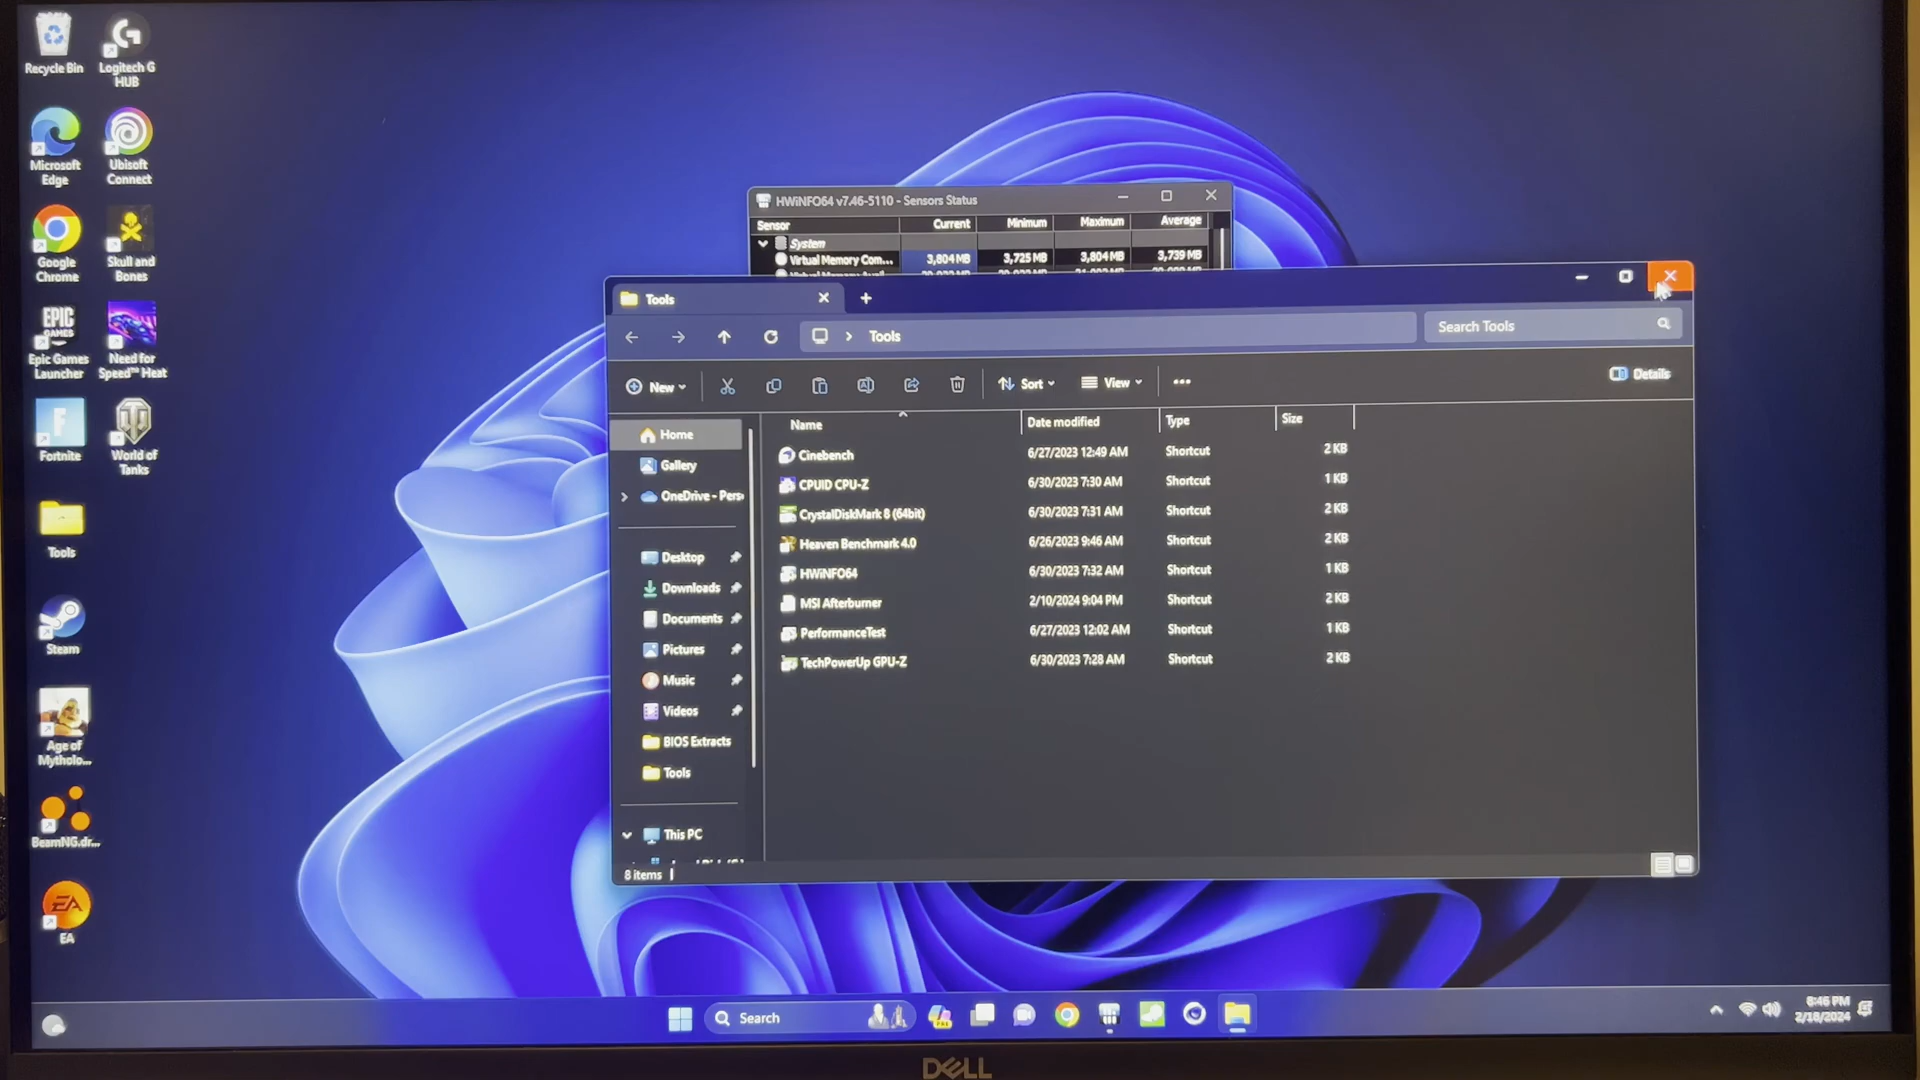 Recycle Bin
Logitech G
HUB
Microsoft
Edge
Ubisoft
Connect
Google
Chrome
Skull and
Bones
EPIC
GAMES
Epic Games
Launcher
Need for
Speed™ Heat
Fortnite
World of
Tanks
Tools
Steam
Age of
Mytholo...
BeamNG.dr...
EA
EA
HWiNFO64 v7.46-5110 - Sensors Status
Sensor Current Minimum Maximum Average
System
Virtual Memory Com... 3,804 MB 3,725 MB 3,804 MB 3,739 MB
Tools
Tools
Search Tools
New
Sort
View
Details
Home
Gallery
OneDrive - Pers
Desktop
Downloads
Documents
Pictures
Music
Videos
BIOS Extracts
Tools
This PC
Name Date modified Type Size
Cinebench 6/27/2023 12:49 AM Shortcut 2 KB
CPUID CPU-Z 6/30/2023 7:30 AM Shortcut 1 KB
CrystalDiskMark 8 (64bit) 6/30/2023 7:31 AM Shortcut 2 KB
Heaven Benchmark 4.0 6/26/2023 9:46 AM Shortcut 2 KB
HWiNFO64 6/30/2023 7:32 AM Shortcut 1 KB
MSI Afterburner 2/10/2024 9:04 PM Shortcut 2 KB
PerformanceTest 6/27/2023 12:02 AM Shortcut 1 KB
TechPowerUp GPU-Z 6/30/2023 7:28 AM Shortcut 2 KB
8 items
Search
8:46 PM
2/18/2024
DELL